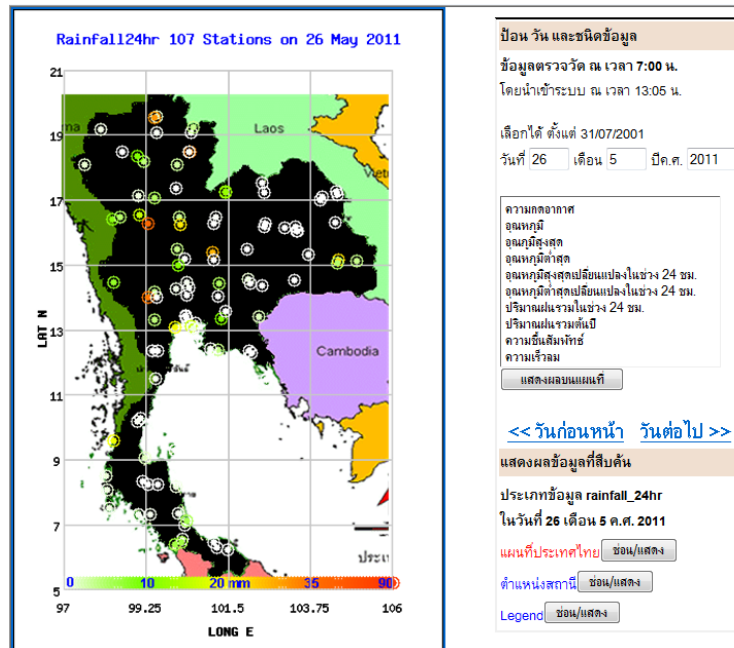 Rainfall24hr 107 Stations on 26 May 2011
21
19
17
15
13
11
9
7
5
LAT N
Laos
Cambodia
0 10 20 mm 35 90
97 99.25 101.5 103.75 106
LONG E
ป้อน วัน และชนิดข้อมูล
ข้อมูลตรวจวัด ณ เวลา 7:00 น.
โดยนำเข้าระบบ ณ เวลา 13:05 น.
เลือกได้ ตั้งแต่ 31/07/2001
วันที่ 26 เดือน 5 ปีค.ศ. 2011
ความกดอากาศ
อุณหภูมิ
อุณภูมิสูงสุด
อุณหภูมิต่ำสุด
อุณหภูมิสูงสุดเปลี่ยนแปลงในช่วง 24 ชม.
อุณหภูมิต่ำสุดเปลี่ยนแปลงในช่วง 24 ชม.
ปริมาณฝนรวมในช่วง 24 ชม.
ปริมาณฝนรวมต้นปี
ความชื้นสัมพัทธ์
ความเร็วลม
แสดงผลบนแผนที่
<< วันก่อนหน้า วันต่อไป >>
แสดงผลข้อมูลที่สืบค้น
ประเภทข้อมูล rainfall_24hr
ในวันที่ 26 เดือน 5 ค.ศ. 2011
แผนที่ประเทศไทย ซ่อน/แสดง
ตำแหน่งสถานี ซ่อน/แสดง
Legend ซ่อน/แสดง